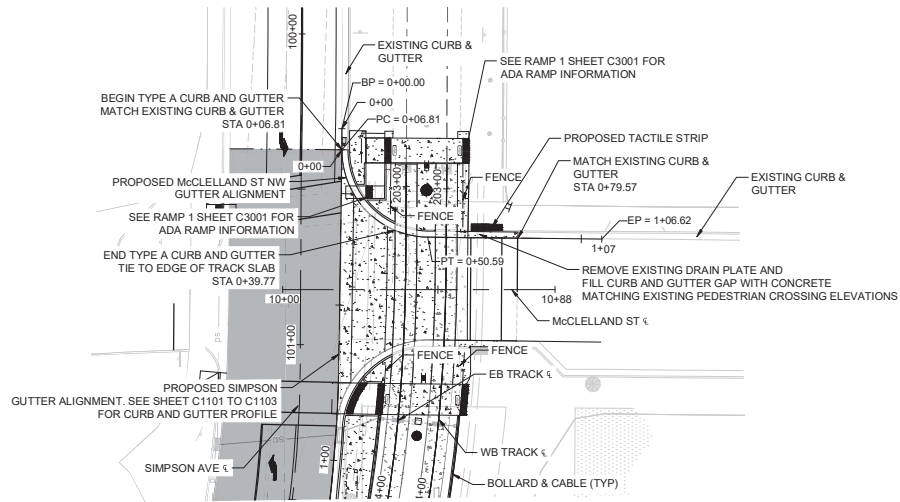 100+00
EXISTING CURB &
GUTTER
SEE RAMP 1 SHEET C3001 FOR
ADA RAMP INFORMATION
BP = 0+00.00
BEGIN TYPE A CURB AND GUTTER
MATCH EXISTING CURB & GUTTER
STA 0+06.81
0+00
PC = 0+06.81
PROPOSED TACTILE STRIP
MATCH EXISTING CURB &
GUTTER
STA 0+79.57
0+00
PROPOSED McCLELLAND ST NW
GUTTER ALIGNMENT
203+00
203+00
FENCE
EXISTING CURB &
GUTTER
SEE RAMP 1 SHEET C3001 FOR
ADA RAMP INFORMATION
FENCE
EP = 1+06.62
1+07
END TYPE A CURB AND GUTTER
TIE TO EDGE OF TRACK SLAB
STA 0+39.77
PT = 0+50.59
REMOVE EXISTING DRAIN PLATE AND
FILL CURB AND GUTTER GAP WITH CONCRETE
MATCHING EXISTING PEDESTRIAN CROSSING ELEVATIONS
10+00
10+88
McCLELLAND ST ℄
101+00
FENCE
FENCE
EB TRACK ℄
PROPOSED SIMPSON
GUTTER ALIGNMENT. SEE SHEET C1101 TO C1103
FOR CURB AND GUTTER PROFILE
WB TRACK ℄
SIMPSON AVE ℄
1+00
BOLLARD & CABLE (TYP)